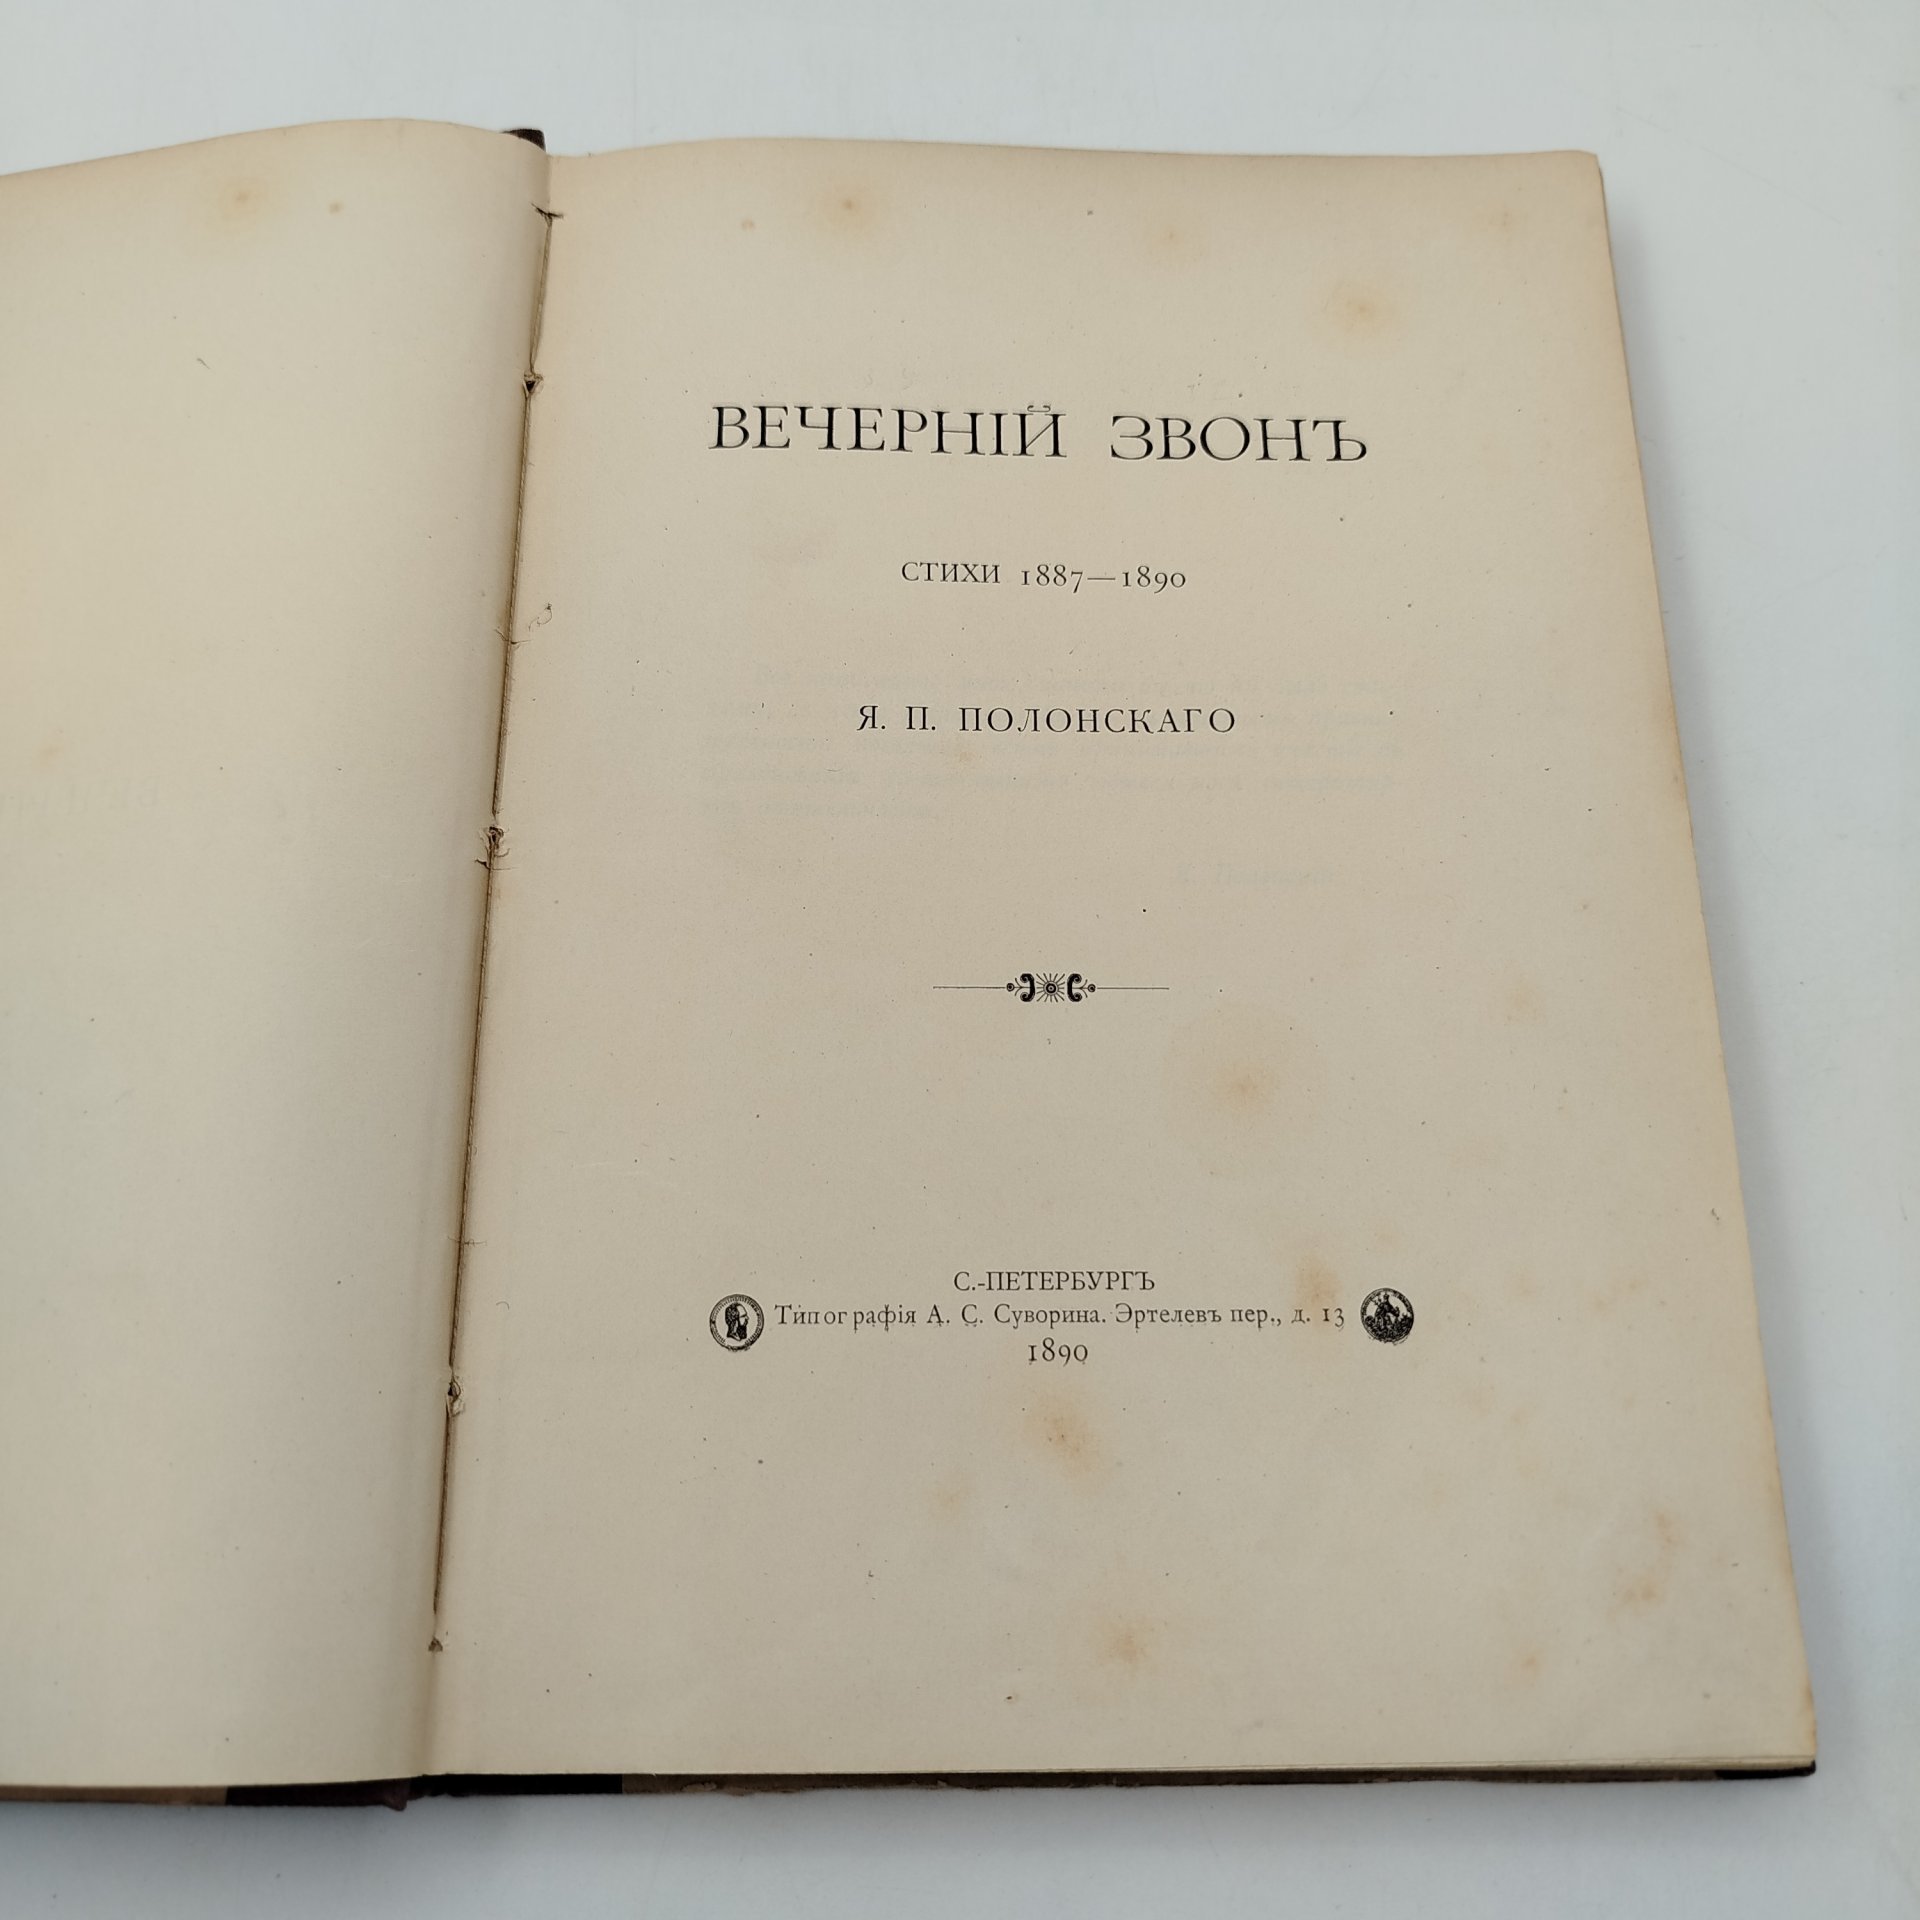 ВЕЧЕРНІЙ ЗВОНЪ
СТИХИ 1887—1890
Я. П. ПОЛОНСКАГО
С.-ПЕТЕРБУРГЪ
Типографія А. С. Суворина. Эртелевъ пер., д. 13
1890